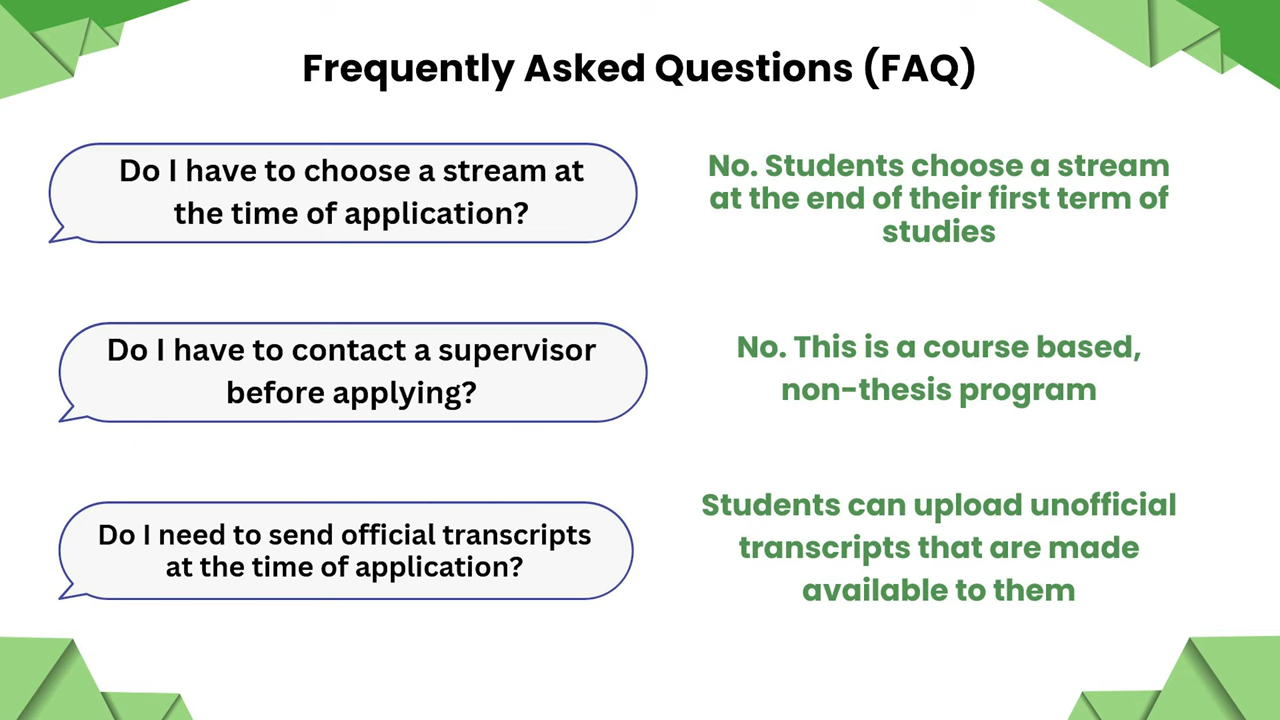 Frequently Asked Questions (FAQ)
Do I have to choose a stream at
the time of application?
No. Students choose a stream
at the end of their first term of
studies
Do I have to contact a supervisor
before applying?
No. This is a course based,
non-thesis program
Do I need to send official transcripts
at the time of application?
Students can upload unofficial
transcripts that are made
available to them